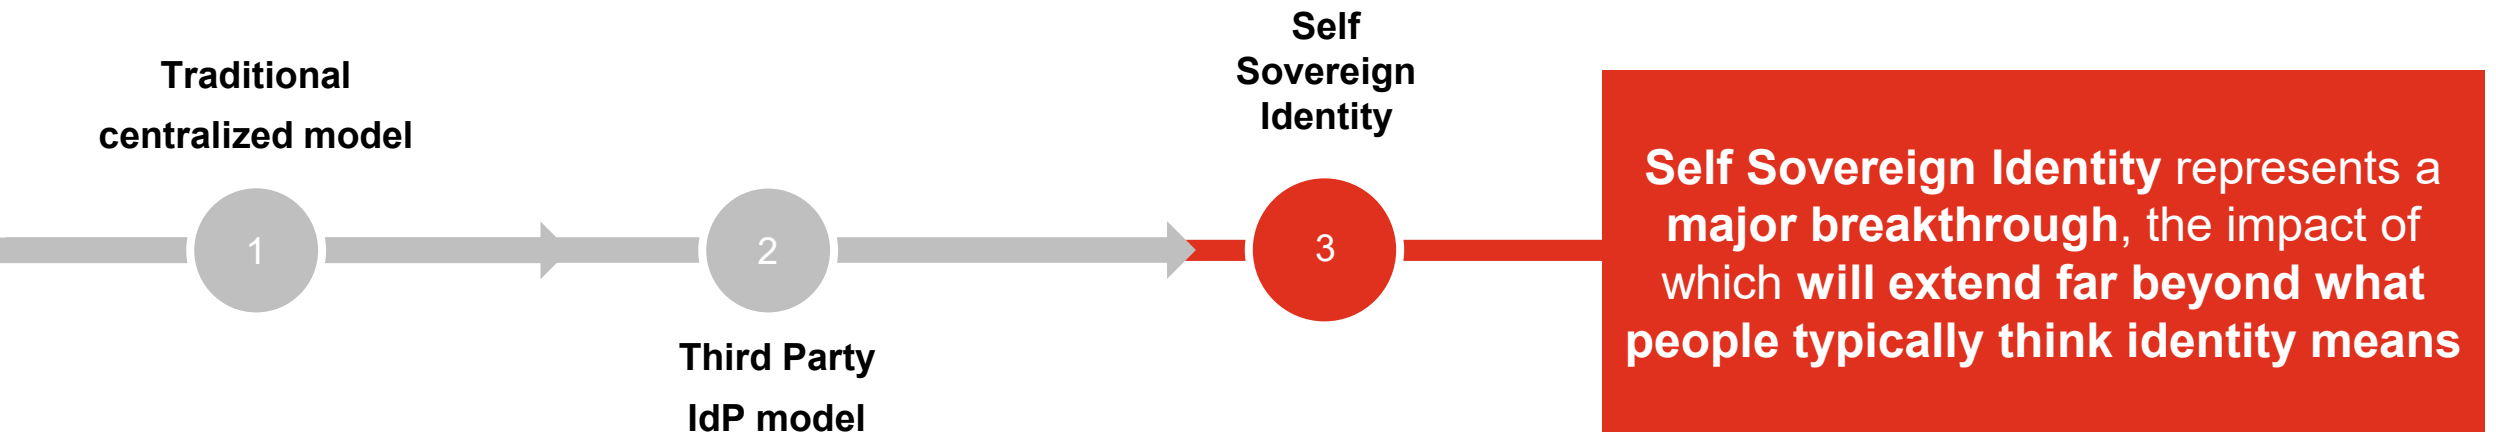 Traditional
centralized model
1
2
Third Party
IdP model
Self
Sovereign
Identity
3
Self Sovereign Identity represents a
major breakthrough, the impact of
which will extend far beyond what
people typically think identity means